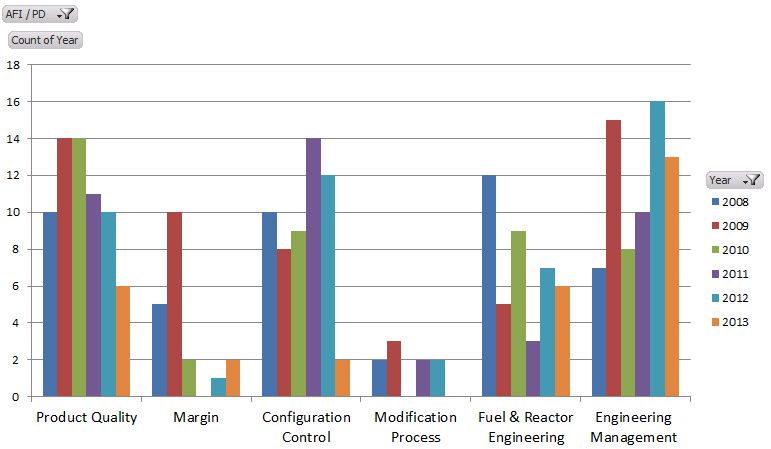 AFI / PD
Count of Year
18
16
14
12
10
8
6
4
2
0
Product Quality
Margin
Configuration
Control
Modification
Process
Fuel & Reactor
Engineering
Engineering
Management
Year
2008
2009
2010
2011
2012
2013